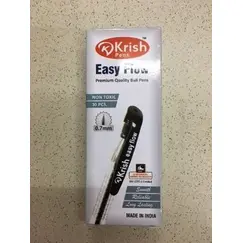 Krish
Pens
Easy Flow
Premium Quality Ball Pens
NON TOXIC
10 PCS.
0.7mm
Krish easy flow
Smooth
Reliable
Long Lasting
MADE IN INDIA